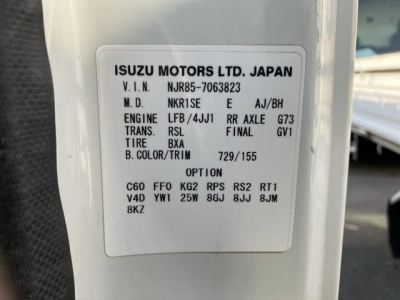 ISUZU MOTORS LTD. JAPAN
V.I.N. NJR85-7063823
M.D. NKR1SE E AJ/BH
ENGINE LFB/4JJ1 RR AXLE G73
TRANS. RSL FINAL GV1
TIRE BXA
B.COLOR/TRIM 729/155
OPTION
C60 FF0 KG2 RPS RS2 RT1
V4D YW1 25W 8GJ 8JJ 8JM
8KZ